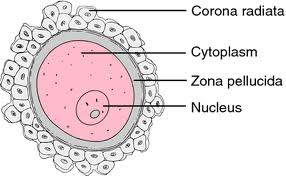 Corona radiata
Cytoplasm
Zona pellucida
Nucleus